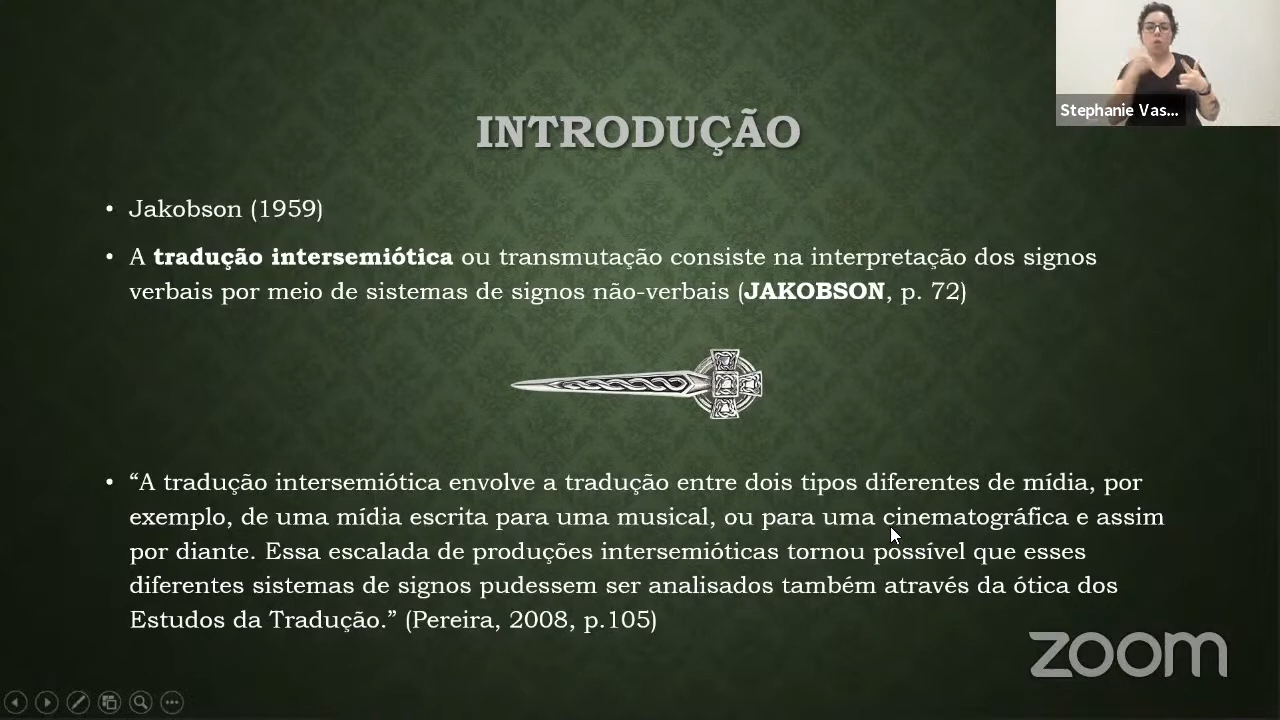 Stephanie Vas...
INTRODUÇÃO
• Jakobson (1959)
• A tradução intersemiótica ou transmutação consiste na interpretação dos signos
verbais por meio de sistemas de signos não-verbais (JAKOBSON, p. 72)
• “A tradução intersemiótica envolve a tradução entre dois tipos diferentes de mídia, por
exemplo, de uma mídia escrita para uma musical, ou para uma cinematográfica e assim
por diante. Essa escalada de produções intersemióticas tornou possível que esses
diferentes sistemas de signos pudessem ser analisados também através da ótica dos
Estudos da Tradução.” (Pereira, 2008, p.105)
zoom